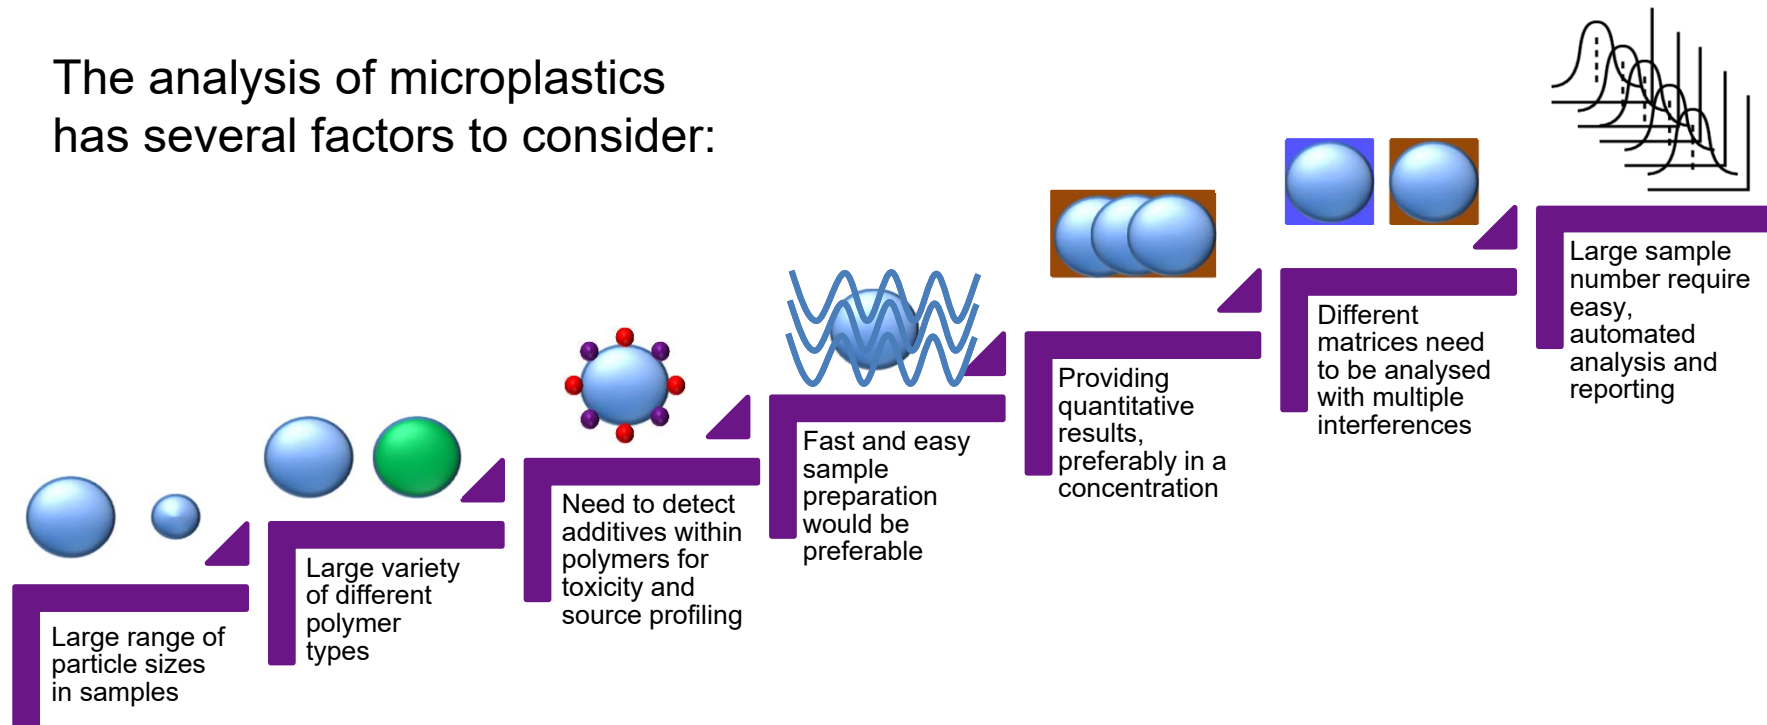 The analysis of microplastics
has several factors to consider:
Large range of
particle sizes
in samples
Large variety
of different
polymer
types
Need to detect
additives within
polymers for
toxicity and
source profiling
Fast and easy
sample
preparation
would be
preferable
Providing
quantitative
results,
preferably in a
concentration
Different
matrices need
to be analysed
with multiple
interferences
Large sample
number require
easy,
automated
analysis and
reporting